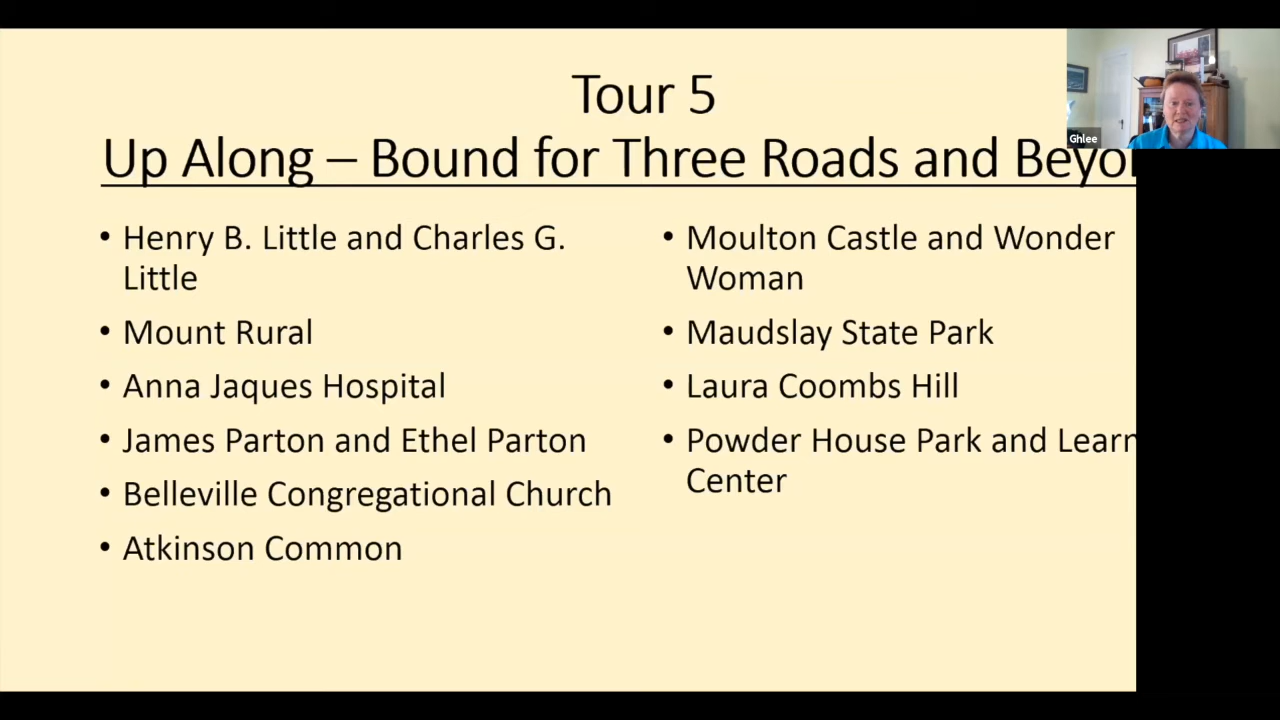 Tour 5
Up Along – Bound for Three Roads and
• Henry B. Little and Charles G.
Little
• Mount Rural
• Anna Jaques Hospital
• James Parton and Ethel Parton
• Belleville Congregational Church
• Atkinson Common
• Moulton Castle and Wonder
Woman
• Maudslay State Park
• Laura Coombs Hill
• Powder House Park and Learn
Center
Ghlee